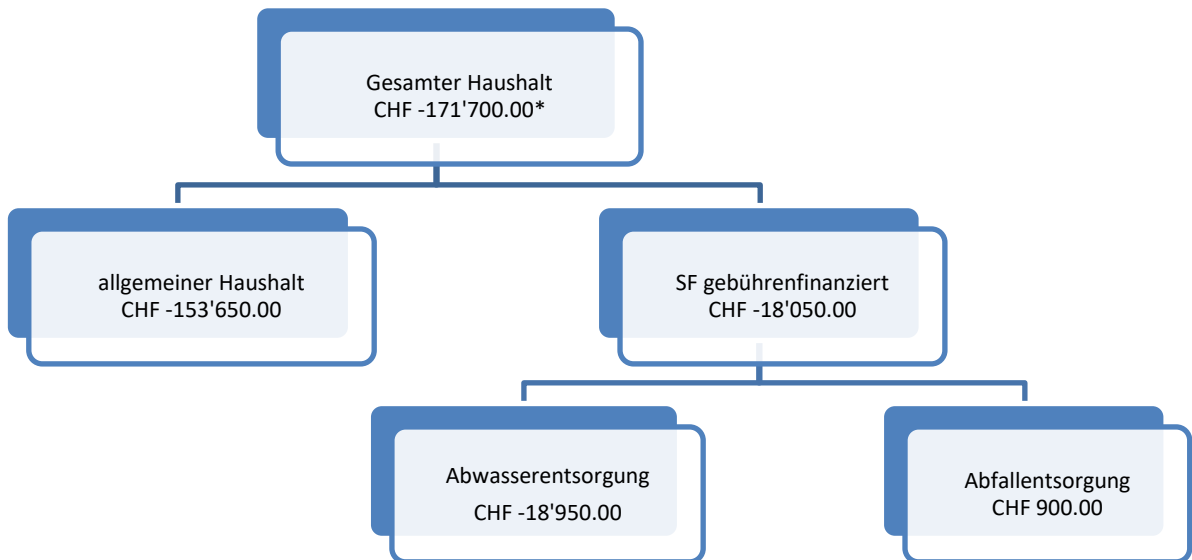 Gesamter Haushalt
CHF -171'700.00*
allgemeiner Haushalt
CHF -153'650.00
SF gebührenfinanziert
CHF -18'050.00
Abwasserentsorgung
CHF -18'950.00
Abfallentsorgung
CHF 900.00